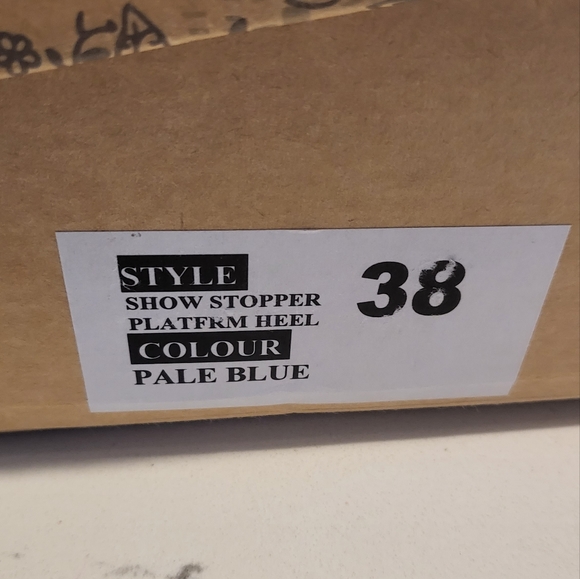 STYLE
SHOW STOPPER
PLATFRM HEEL
COLOUR
PALE BLUE
38